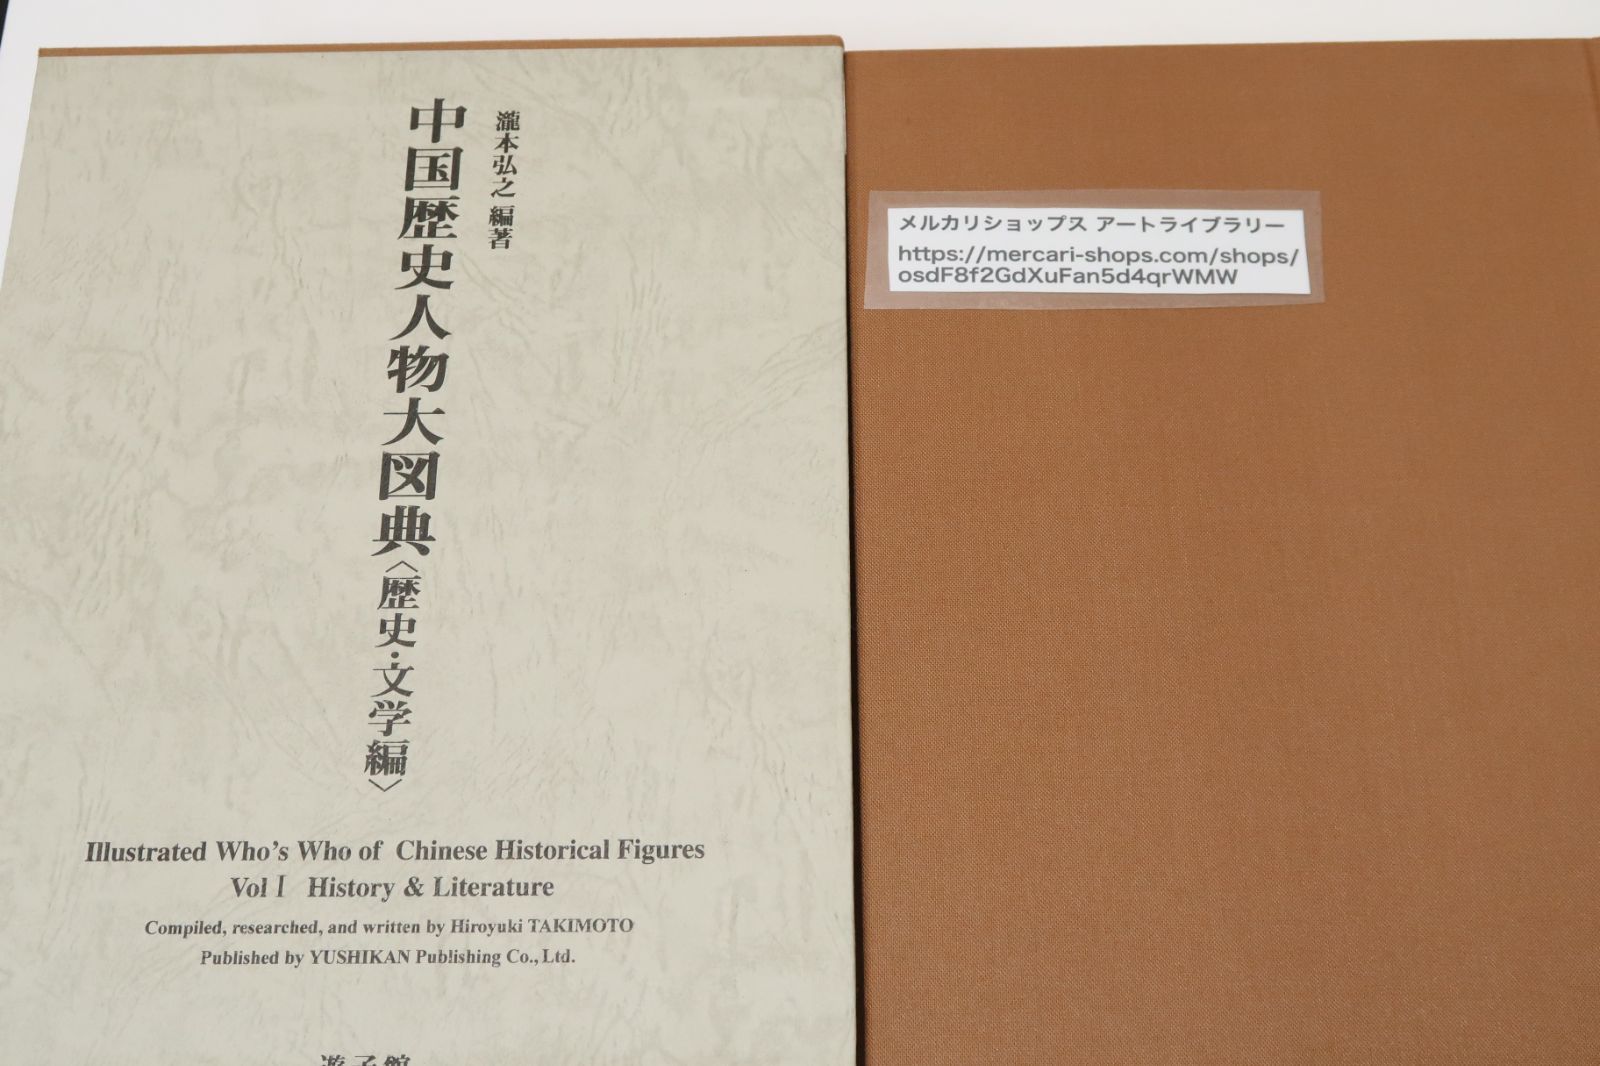 瀧本弘之 編著
中国歴史人物大図典〈歴史・文学編〉
Illustrated Who's Who of Chinese Historical Figures
Vol I History & Literature
Compiled, researched, and written by Hiroyuki TAKIMOTO
Published by YUSHIKAN Publishing Co., Ltd.
遊子館
メルカリショップス アートライブラリー
https://mercari-shops.com/shops/
osdF8f2GdXuFan5d4qrWMW